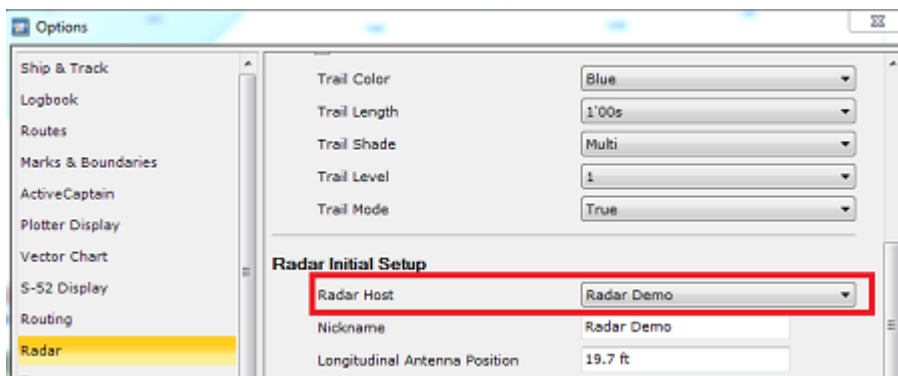 Options
Ship & Track
Logbook
Routes
Marks & Boundaries
ActiveCaptain
Plotter Display
Vector Chart
S-52 Display
Routing
Radar
Trail Color Blue
Trail Length 1'00s
Trail Shade Multi
Trail Level 1
Trail Mode True
Radar Initial Setup
Radar Host Radar Demo
Nickname Radar Demo
Longitudinal Antenna Position 19.7 ft